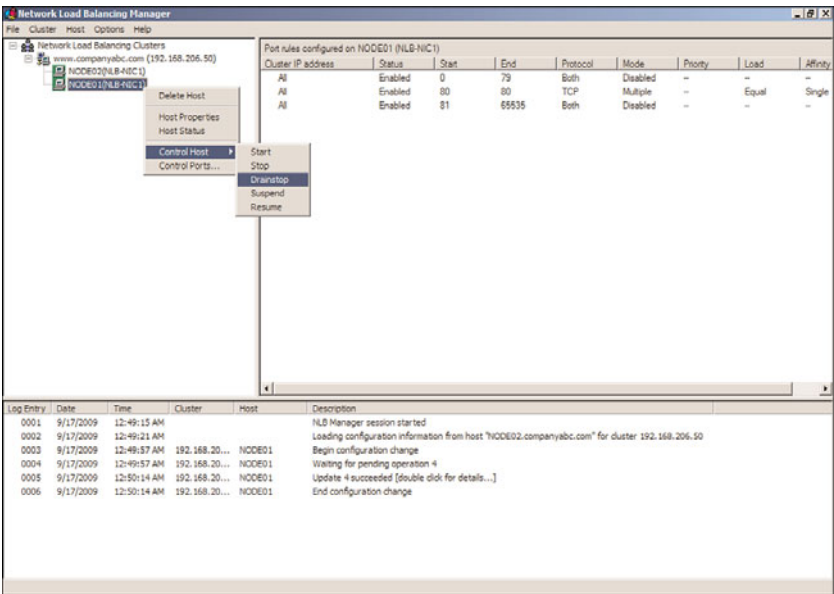 Network Load Balancing Manager
File Cluster Host Options Help
Network Load Balancing Clusters
www.companyabc.com (192.168.206.50)
NODE02(NLB-NIC1)
NODE01(NLB-NIC1)
Delete Host
Host Properties
Host Status
Control Host
Control Ports...
Start
Stop
Drainstop
Suspend
Resume
Port rules configured on NODE01 (NLB-NIC1)
Cluster IP address Status Start End Protocol Mode Priority Load Affinity
All Enabled 0 79 Both Disabled -- -- --
All Enabled 80 80 TCP Multiple -- Equal Single
All Enabled 81 65535 Both Disabled -- -- --
Log Entry Date Time Cluster Host Description
0001 9/17/2009 12:49:15 AM NLB Manager session started
0002 9/17/2009 12:49:21 AM Loading configuration information from host "NODE02.companyabc.com" for cluster 192.168.206.50
0003 9/17/2009 12:49:57 AM 192.168.20... NODE01 Begin configuration change
0004 9/17/2009 12:49:57 AM 192.168.20... NODE01 Waiting for pending operation 4
0005 9/17/2009 12:50:14 AM 192.168.20... NODE01 Update 4 succeeded [double click for details...]
0006 9/17/2009 12:50:14 AM 192.168.20... NODE01 End configuration change